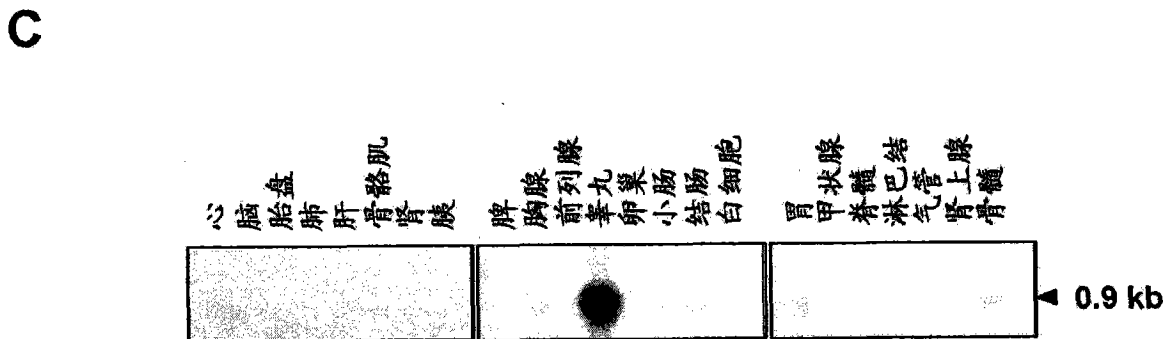 C
心
脑
胎盘
肺
肝
骨骼肌
肾
胰
脾
胸腺
前列腺
睾丸
卵巢
小肠
结肠
白细胞
胃
甲状腺
脊髓
淋巴结
气管
肾上腺
骨髓
0.9 kb